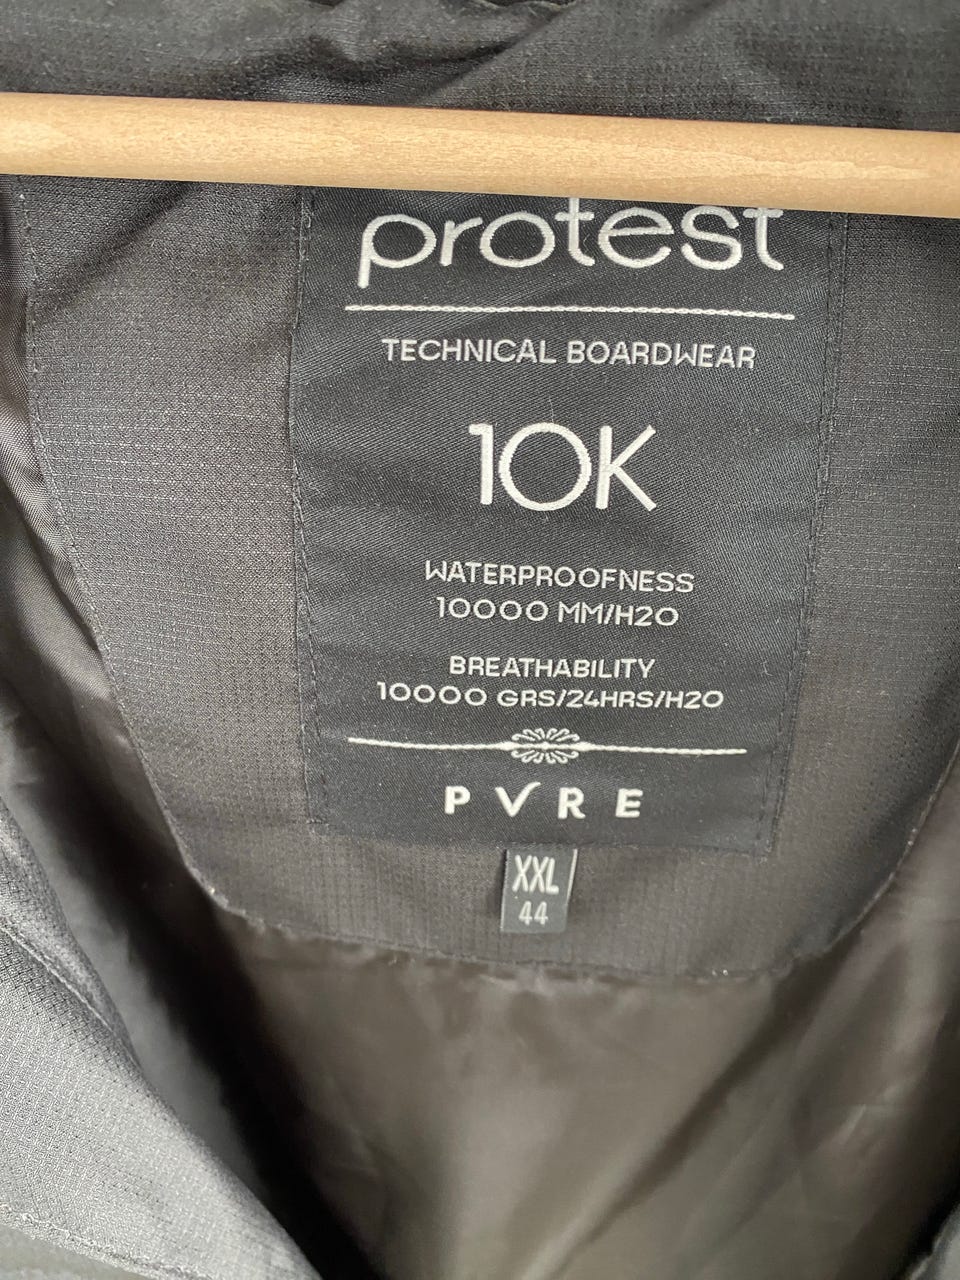 protest
TECHNICAL BOARDWEAR
10K
WATERPROOFNESS
10000 MM/H2O
BREATHABILITY
10000 GRS/24HRS/H2O
PVRE
XXL
44